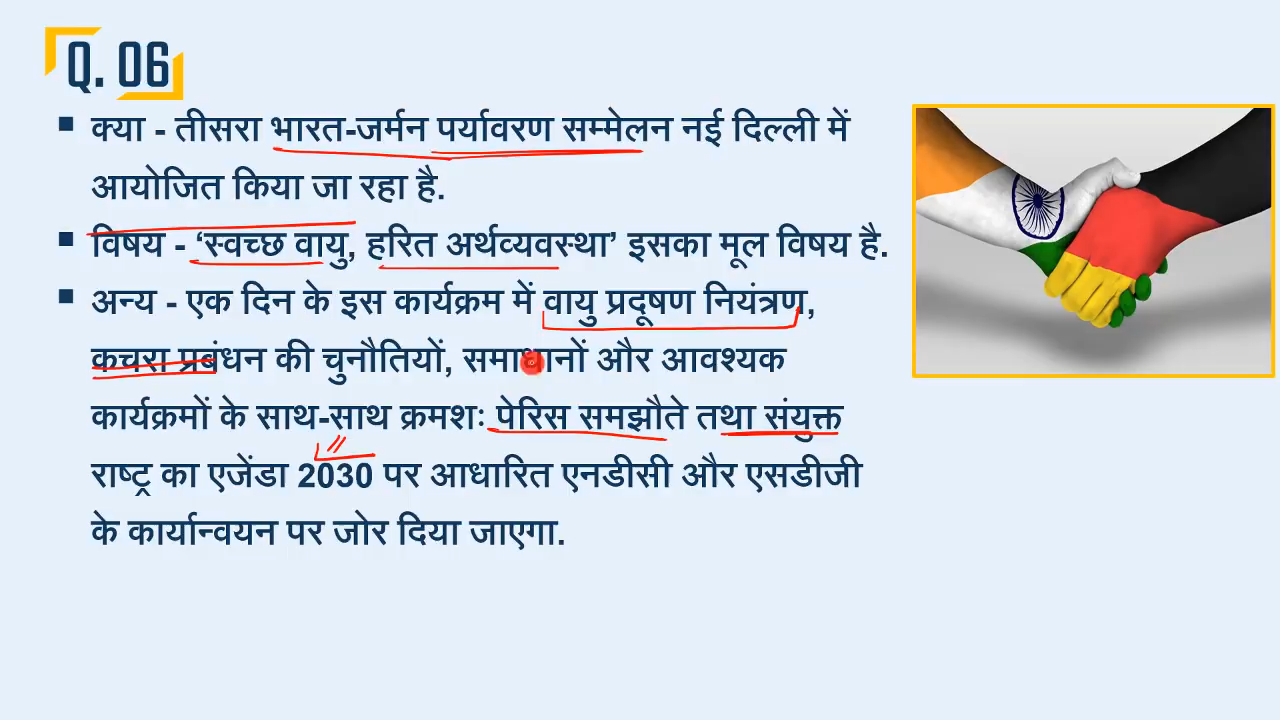 Q. 06
▪ क्या - तीसरा भारत-जर्मन पर्यावरण सम्मेलन नई दिल्ली में
आयोजित किया जा रहा है.
▪ विषय - ‘स्वच्छ वायु, हरित अर्थव्यवस्था’ इसका मूल विषय है.
▪ अन्य - एक दिन के इस कार्यक्रम में वायु प्रदूषण नियंत्रण,
कचरा प्रबंधन की चुनौतियों, समाधानों और आवश्यक
कार्यक्रमों के साथ-साथ क्रमशः पेरिस समझौते तथा संयुक्त
राष्ट्र का एजेंडा 2030 पर आधारित एनडीसी और एसडीजी
के कार्यान्वयन पर जोर दिया जाएगा.